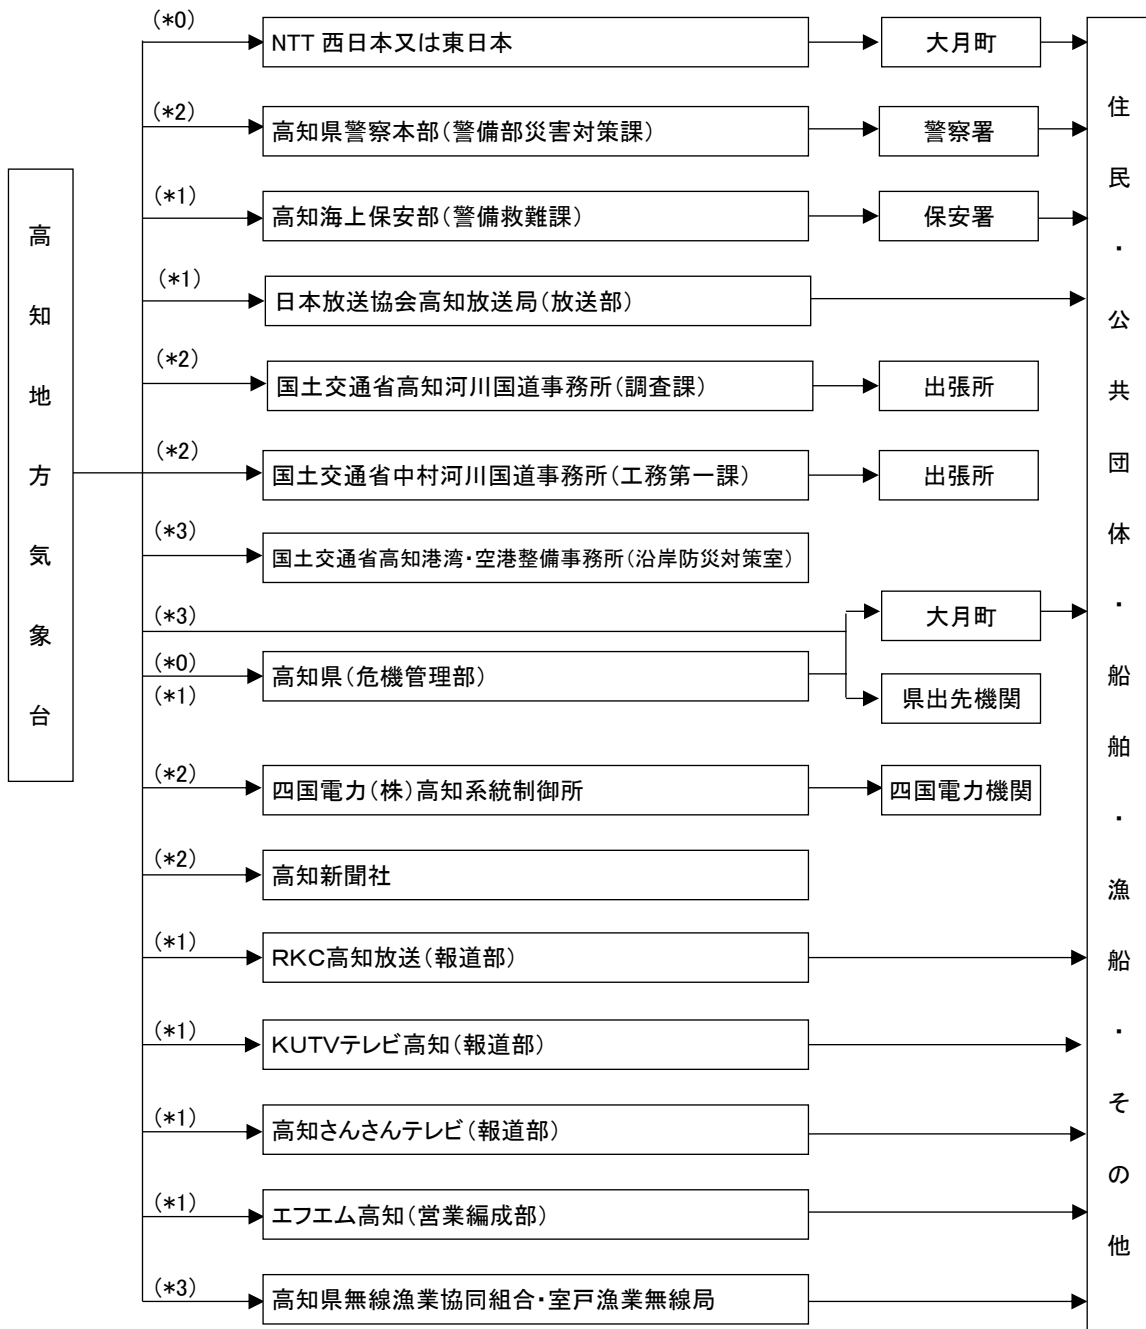 高知地方気象台
(*0)
NTT 西日本又は東日本
大月町
(*2)
高知県警察本部(警備部災害対策課)
警察署
(*1)
高知海上保安部(警備救難課)
保安署
(*1)
日本放送協会高知放送局(放送部)
(*2)
国土交通省高知河川国道事務所(調査課)
出張所
(*2)
国土交通省中村河川国道事務所(工務第一課)
出張所
(*3)
国土交通省高知港湾・空港整備事務所(沿岸防災対策室)
(*3)
大月町
(*0)
(*1)
高知県(危機管理部)
県出先機関
(*2)
四国電力(株)高知系統制御所
四国電力機関
(*2)
高知新聞社
(*1)
RKC高知放送(報道部)
(*1)
KUTVテレビ高知(報道部)
(*1)
高知さんさんテレビ(報道部)
(*1)
エフエム高知(営業編成部)
(*3)
高知県無線漁業協同組合・室戸漁業無線局
住民・公共団体・船舶・漁船・その他